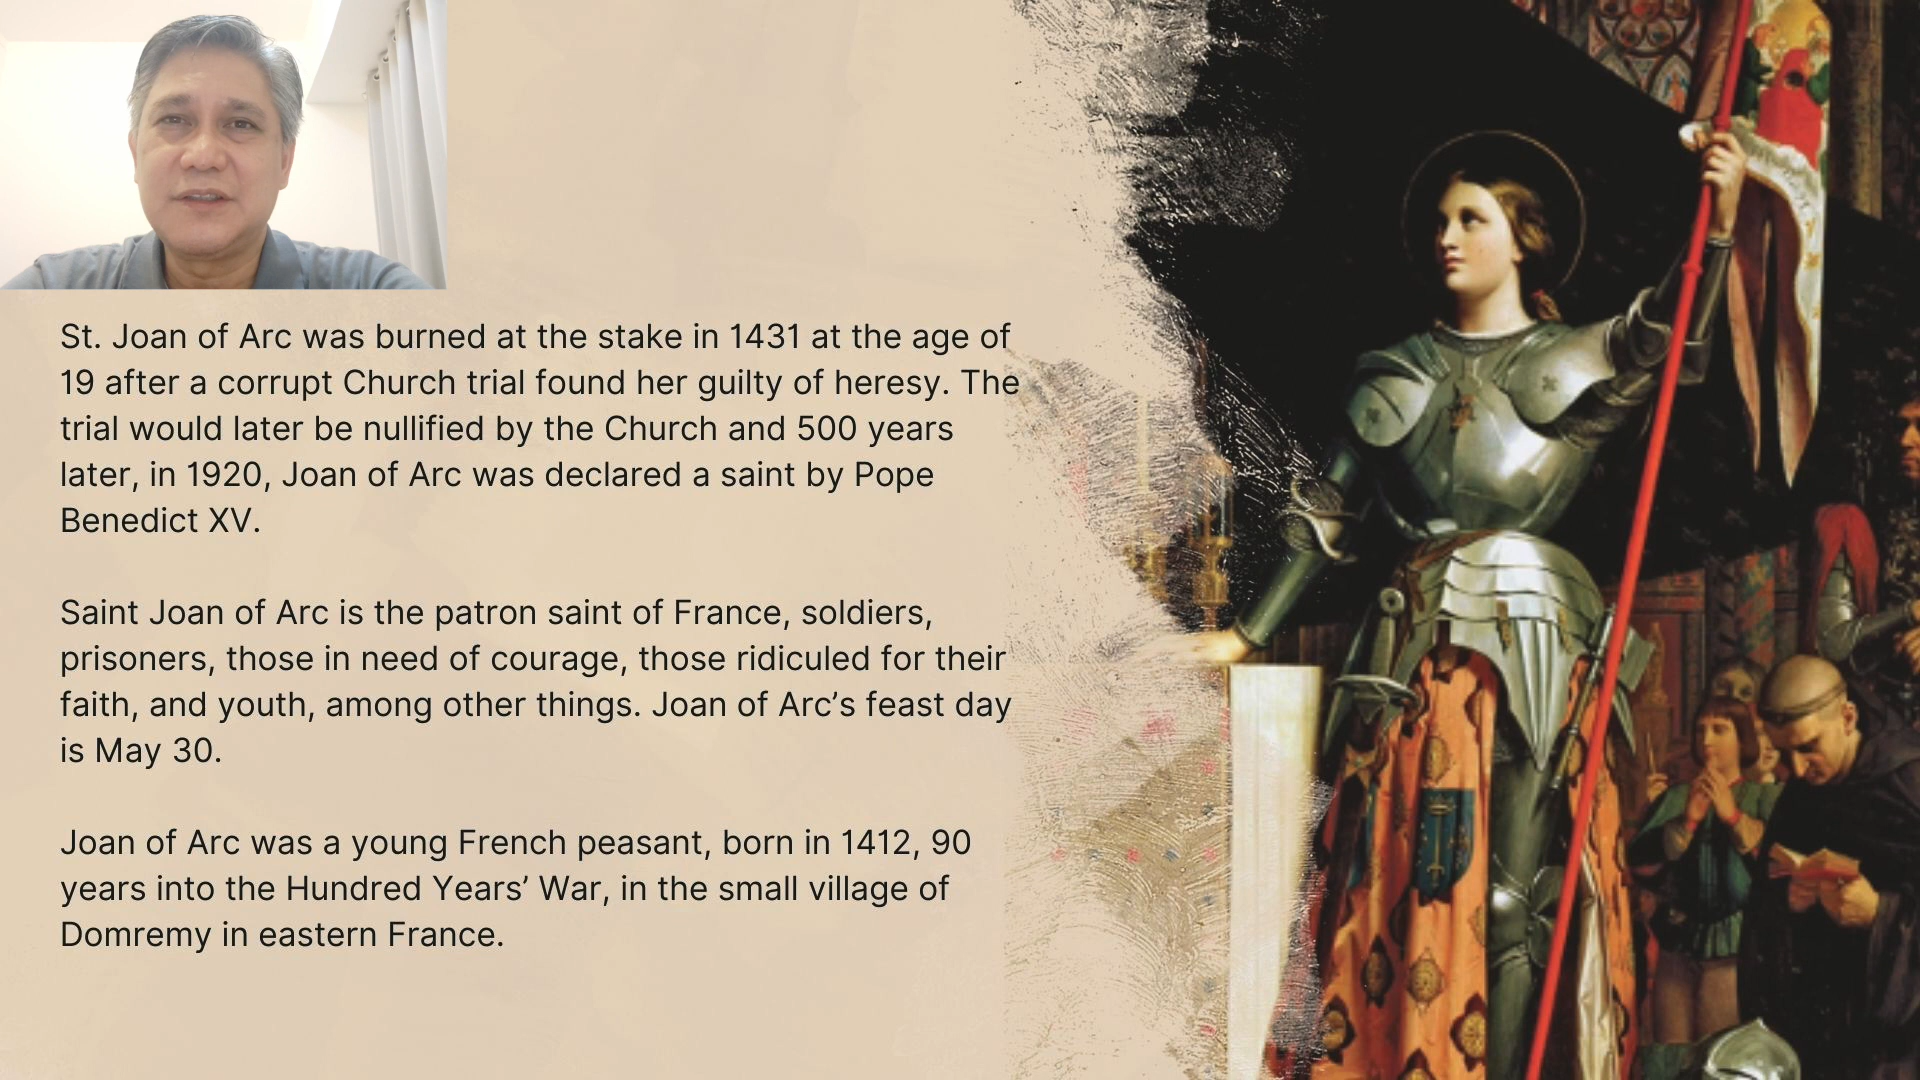 St. Joan of Arc was burned at the stake in 1431 at the age of
19 after a corrupt Church trial found her guilty of heresy. The
trial would later be nullified by the Church and 500 years
later, in 1920, Joan of Arc was declared a saint by Pope
Benedict XV.
Saint Joan of Arc is the patron saint of France, soldiers,
prisoners, those in need of courage, those ridiculed for their
faith, and youth, among other things. Joan of Arc’s feast day
is May 30.
Joan of Arc was a young French peasant, born in 1412, 90
years into the Hundred Years’ War, in the small village of
Domremy in eastern France.